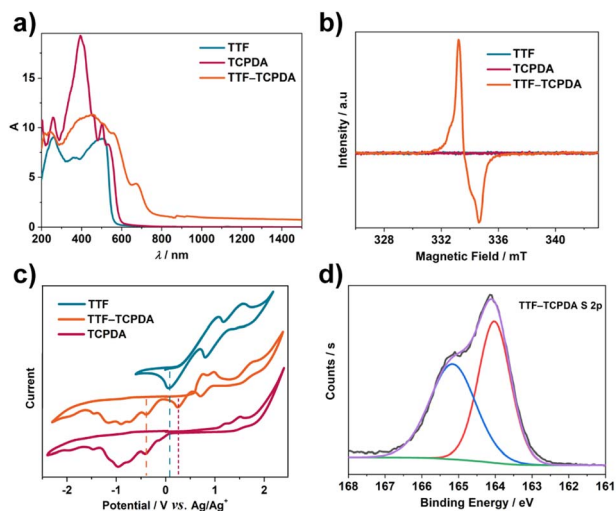 a)
TTF
TCPDA
TTF–TCPDA
15
10
5
0
A
200 400 600 800 1000 1200 1400
λ / nm
b)
TTF
TCPDA
TTF–TCPDA
Intensity / a.u
328 332 336 340
Magnetic Field / mT
c)
TTF
TTF–TCPDA
TCPDA
Current
-2 -1 0 1 2
Potential / V vs. Ag/Ag+
d)
TTF–TCPDA S 2p
Counts / s
168 167 166 165 164 163 162 161
Binding Energy / eV